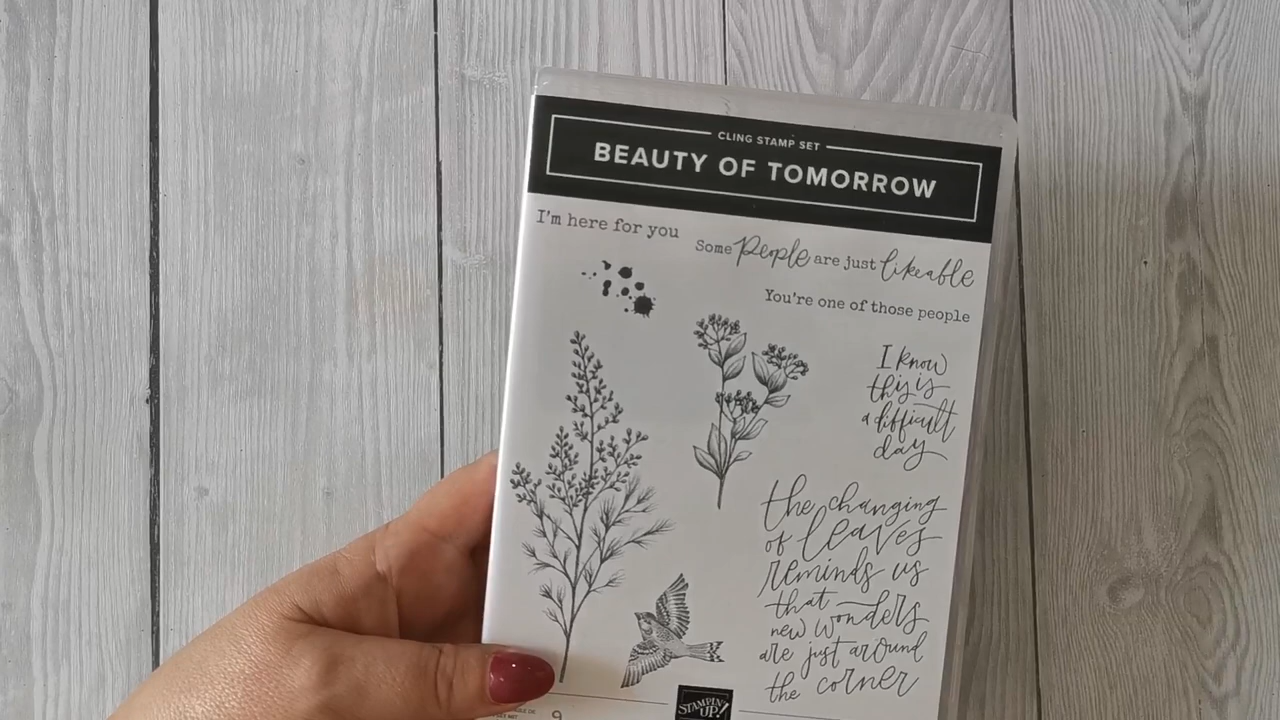 CLING STAMP SET
BEAUTY OF TOMORROW
I'm here for you
Some People are just likeable
You're one of those people
I know
this is
a difficult
day
the changing
of leaves
reminds us
that new wonders
are just around
the corner
STAMPIN'
UP!
9